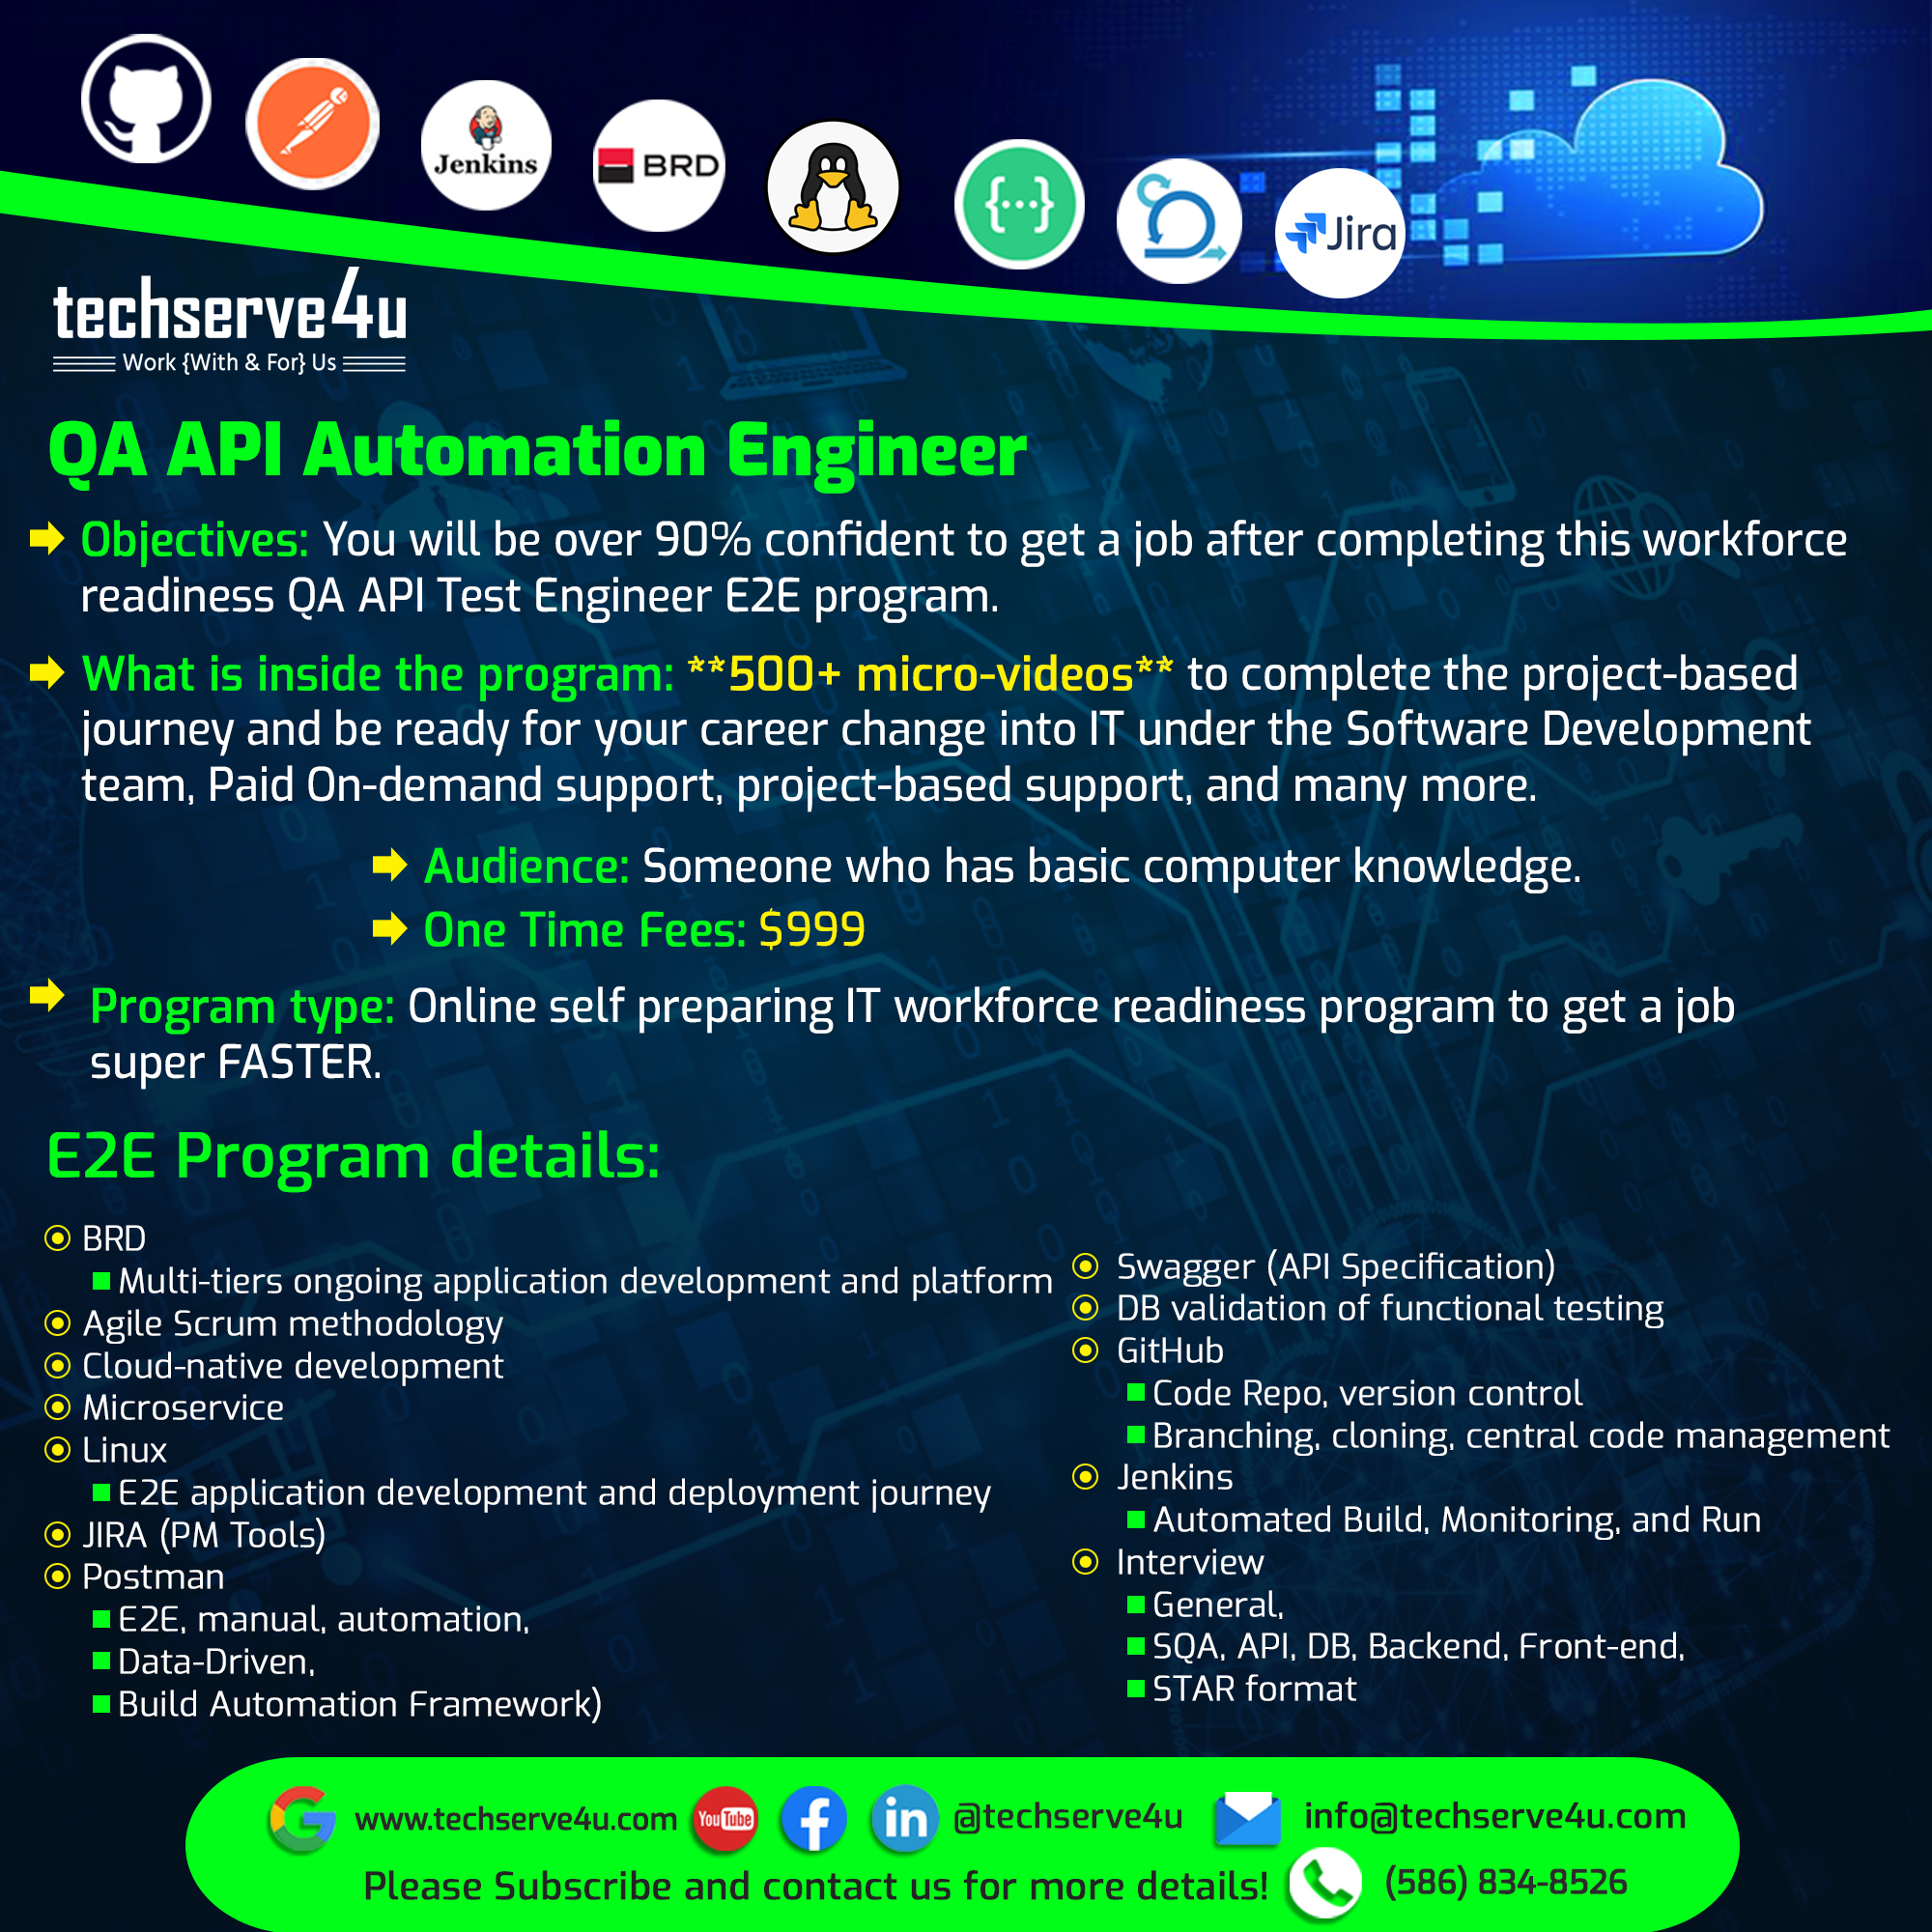 Jenkins
BRD
Jira
techserve4u
Work {With & For} Us
QA API Automation Engineer
Objectives: You will be over 90% confident to get a job after completing this workforce
readiness QA API Test Engineer E2E program.
What is inside the program: **500+ micro-videos** to complete the project-based
journey and be ready for your career change into IT under the Software Development
team, Paid On-demand support, project-based support, and many more.
Audience: Someone who has basic computer knowledge.
One Time Fees: $999
Program type: Online self preparing IT workforce readiness program to get a job
super FASTER.
E2E Program details:
BRD
Multi-tiers ongoing application development and platform
Agile Scrum methodology
Cloud-native development
Microservice
Linux
E2E application development and deployment journey
JIRA (PM Tools)
Postman
E2E, manual, automation,
Data-Driven,
Build Automation Framework)
Swagger (API Specification)
DB validation of functional testing
GitHub
Code Repo, version control
Branching, cloning, central code management
Jenkins
Automated Build, Monitoring, and Run
Interview
General,
SQA, API, DB, Backend, Front-end,
STAR format
www.techserve4u.com YouTube @techserve4u info@techserve4u.com
Please Subscribe and contact us for more details! (586) 834-8526